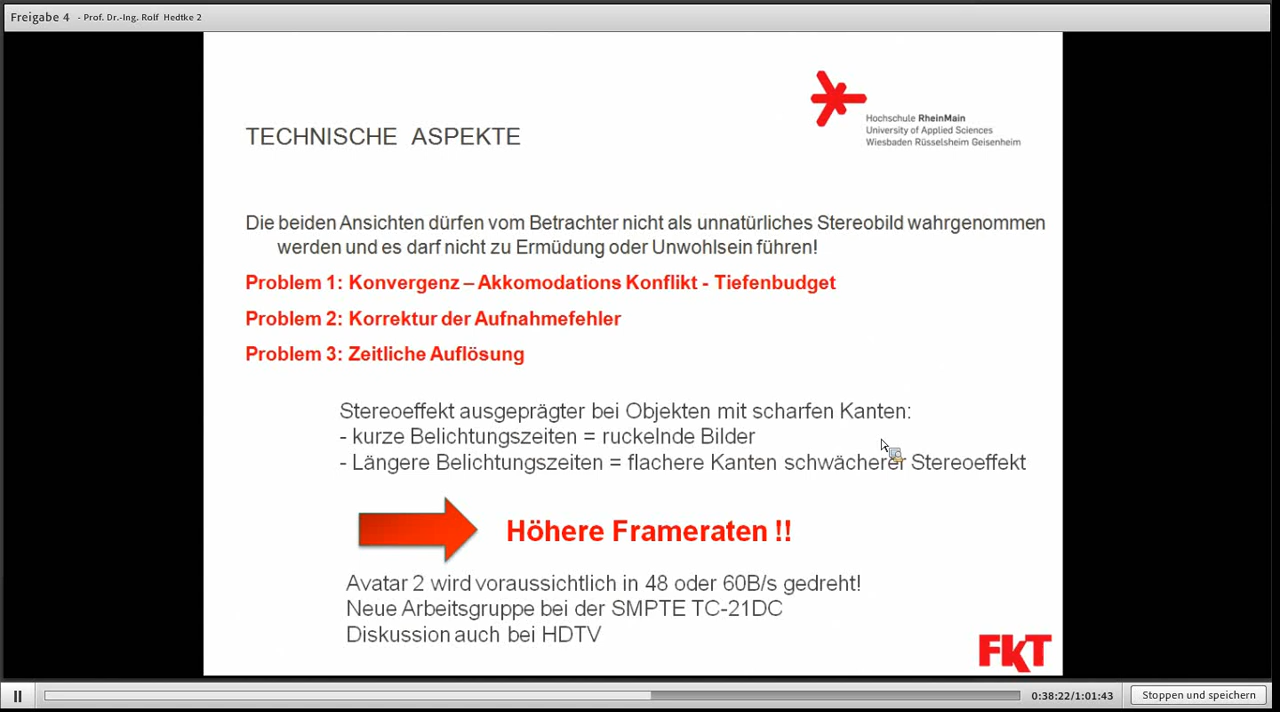 Freigabe 4 - Prof. Dr.-Ing. Rolf Hedtke 2
Hochschule RheinMain
University of Applied Sciences
Wiesbaden Rüsselsheim Geisenheim
TECHNISCHE ASPEKTE
Die beiden Ansichten dürfen vom Betrachter nicht als unnatürliches Stereobild wahrgenommen
werden und es darf nicht zu Ermüdung oder Unwohlsein führen!
Problem 1: Konvergenz – Akkomodations Konflikt - Tiefenbudget
Problem 2: Korrektur der Aufnahmefehler
Problem 3: Zeitliche Auflösung
Stereoeffekt ausgeprägter bei Objekten mit scharfen Kanten:
- kurze Belichtungszeiten = ruckelnde Bilder
- Längere Belichtungszeiten = flachere Kanten schwächerer Stereoeffekt
Höhere Frameraten !!
Avatar 2 wird voraussichtlich in 48 oder 60B/s gedreht!
Neue Arbeitsgruppe bei der SMPTE TC-21DC
Diskussion auch bei HDTV
FKT
0:38:22/1:01:43 Stoppen und speichern